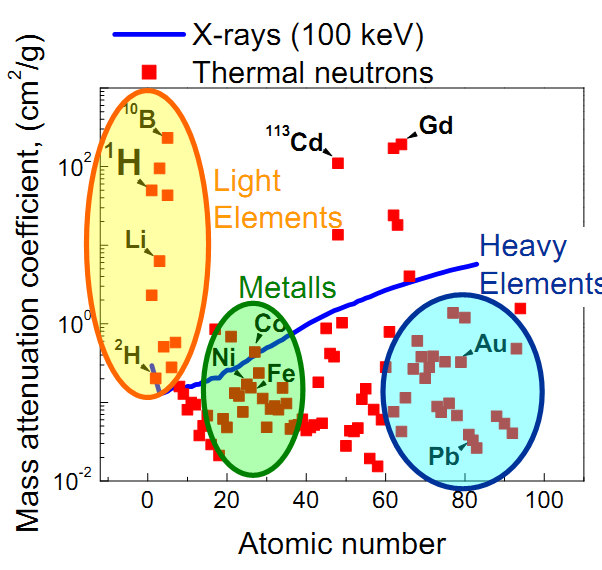 X-rays (100 keV)
Thermal neutrons
Mass attenuation coefficient, (cm²/g)
10²
10⁰
10⁻²
¹⁰B
¹H
Li
²H
Light
Elements
¹¹³Cd
Gd
Metalls
Co
Ni
Fe
Heavy
Elements
Au
Pb
0 20 40 60 80 100
Atomic number